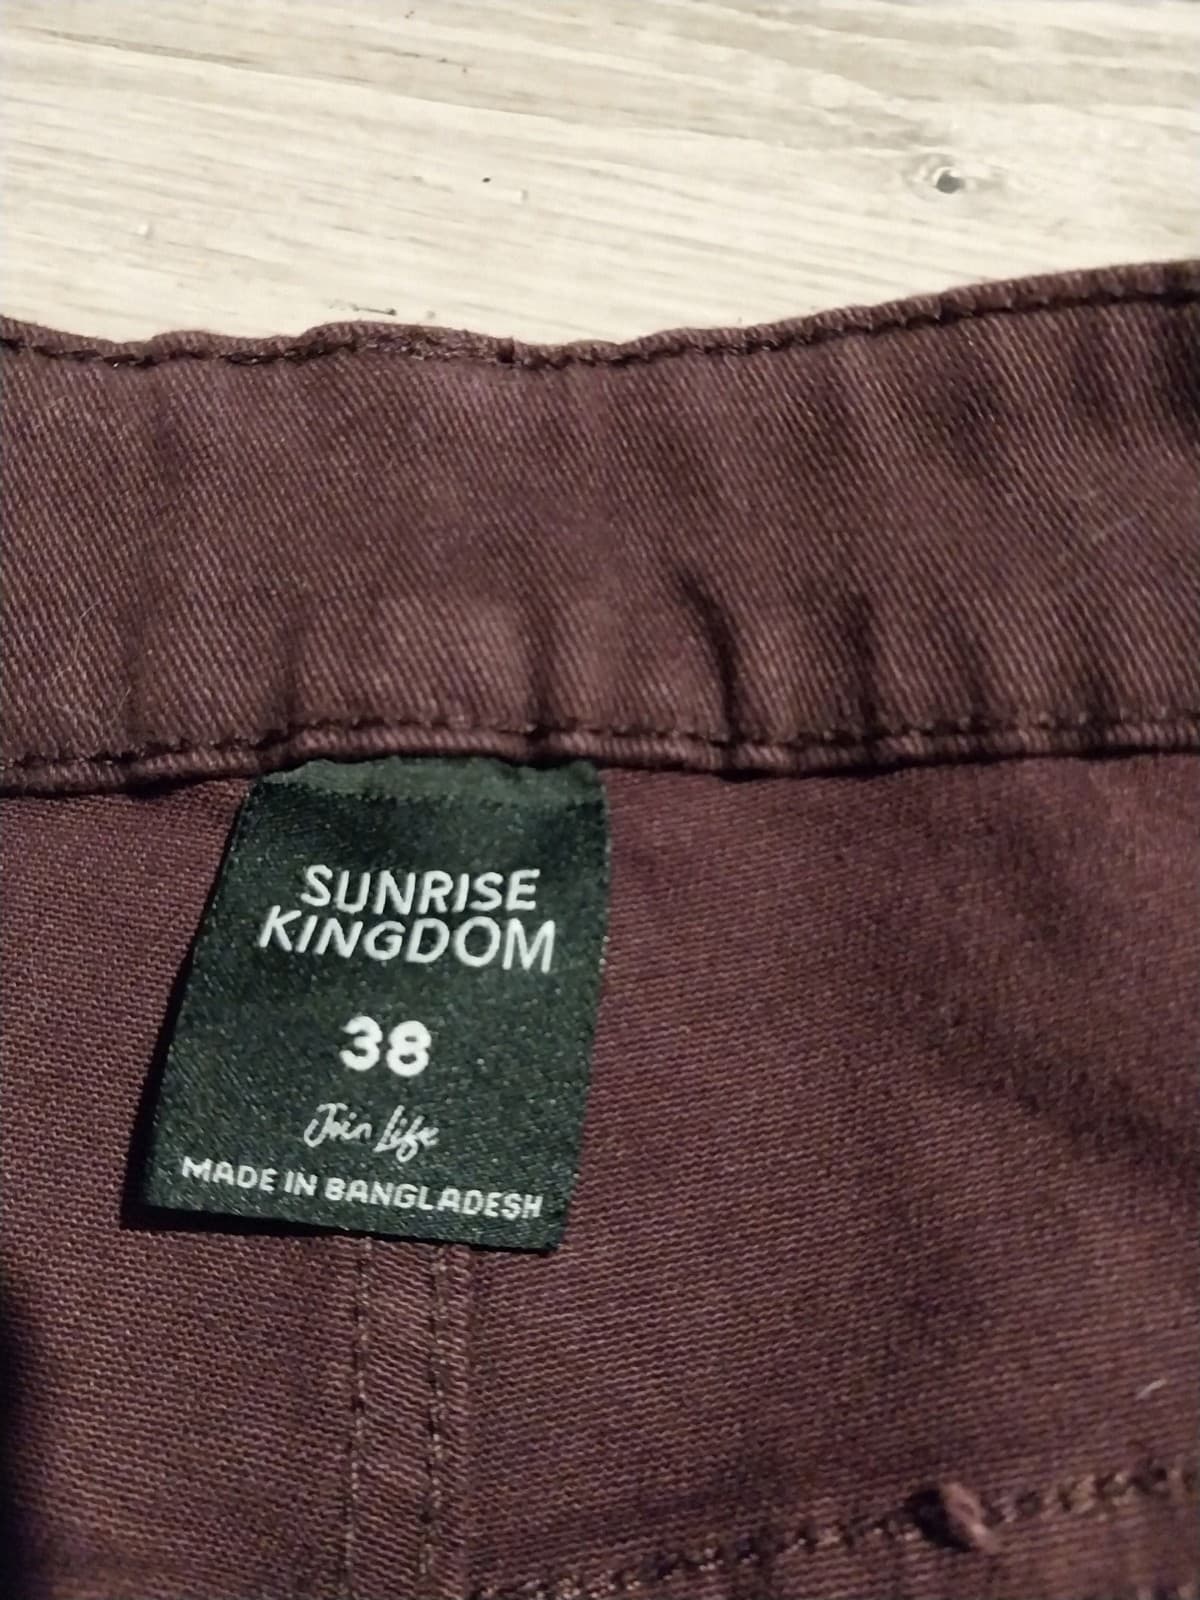 SUNRISE
KINGDOM
38
Join Life
MADE IN BANGLADESH